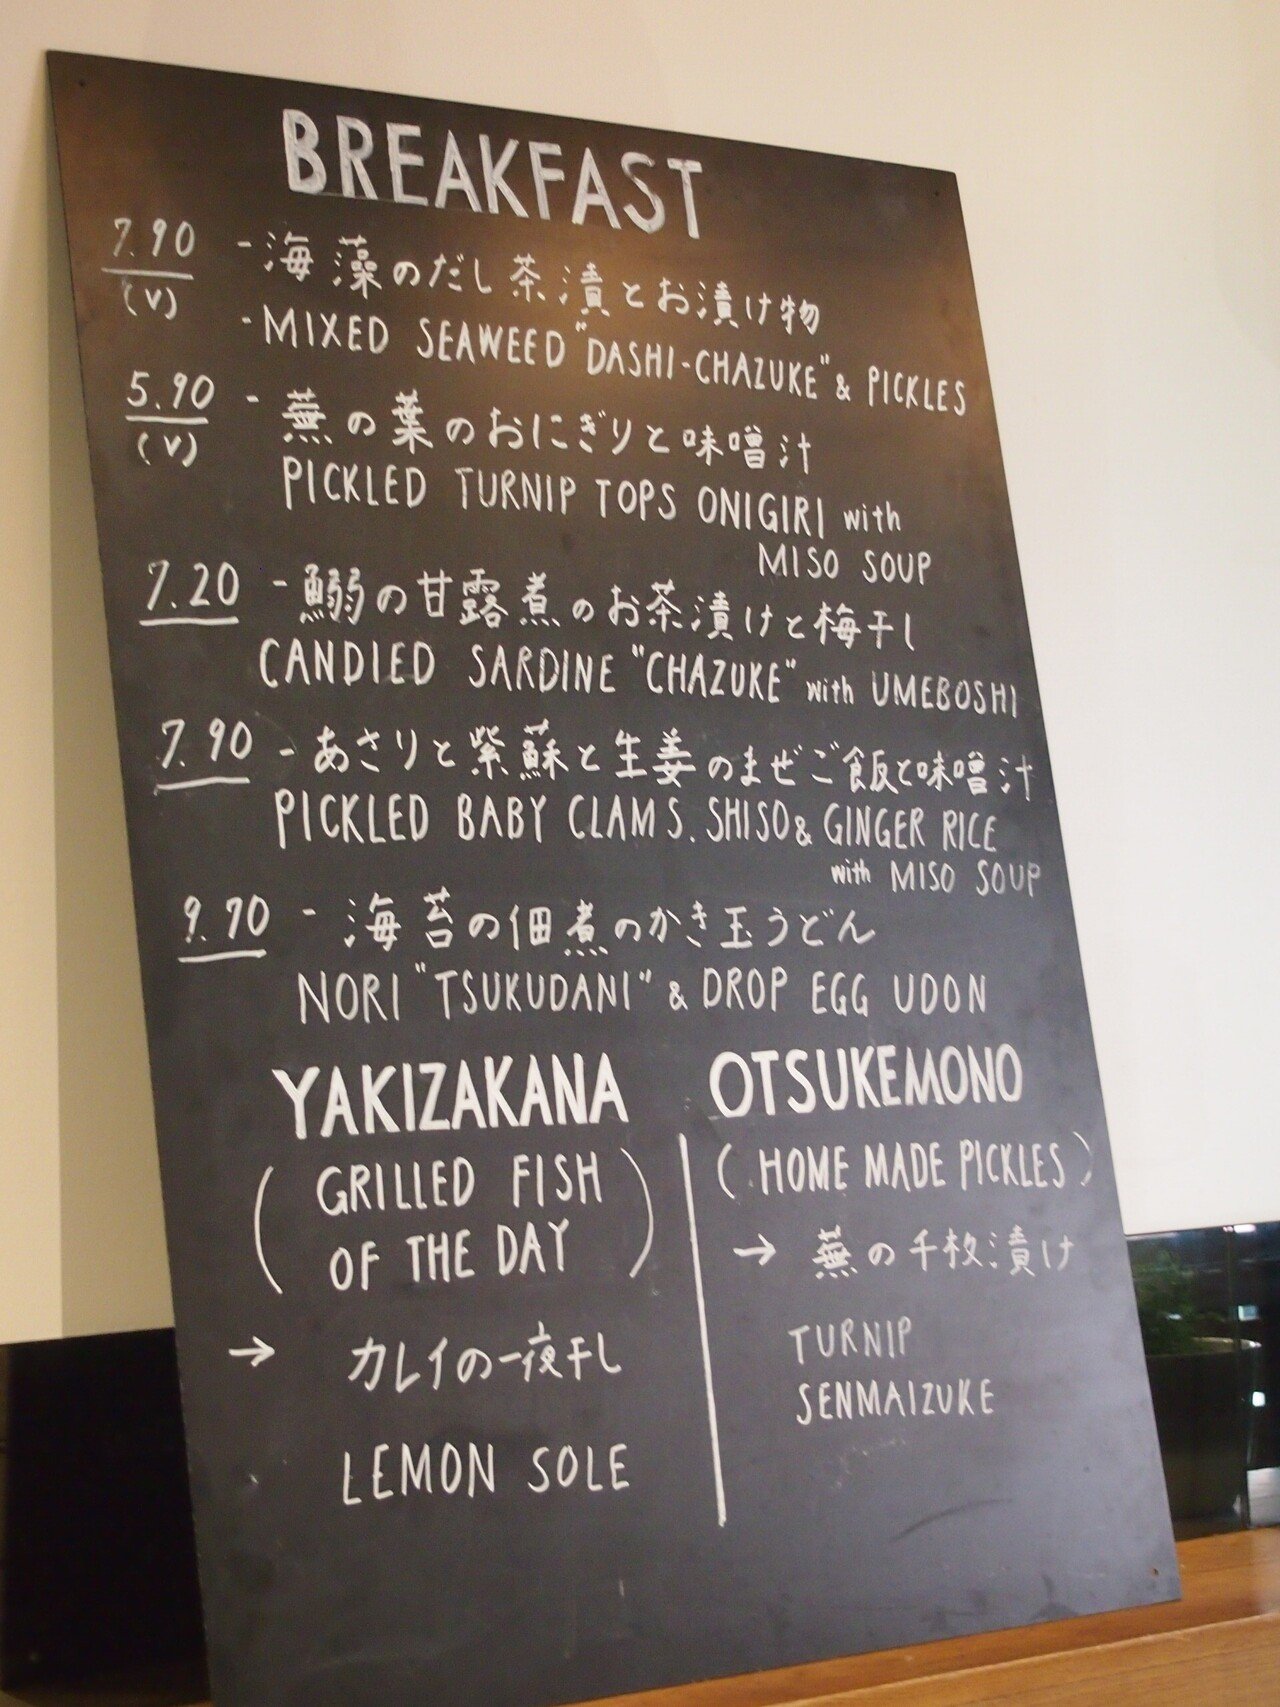 BREAKFAST
7.90 - 海藻のだし茶漬とお漬け物
(V) - MIXED SEAWEED "DASHI-CHAZUKE" & PICKLES
5.90 - 蕪の葉のおにぎりと味噌汁
(V) PICKLED TURNIP TOPS ONIGIRI with
MISO SOUP
7.20 - 鰯の甘露煮のお茶漬けと梅干し
CANDIED SARDINE "CHAZUKE" with UMEBOSHI
7.90 - あさりと紫蘇と生姜のまぜご飯と味噌汁
PICKLED BABY CLAMS. SHISO & GINGER RICE
with MISO SOUP
9.70 - 海苔の佃煮のかき玉うどん
NORI "TSUKUDANI" & DROP EGG UDON
YAKIZAKANA
(GRILLED FISH
OF THE DAY)
→ カレイの一夜干し
LEMON SOLE
OTSUKEMONO
(HOME MADE PICKLES)
→ 蕪の千枚漬け
TURNIP
SENMAIZUKE